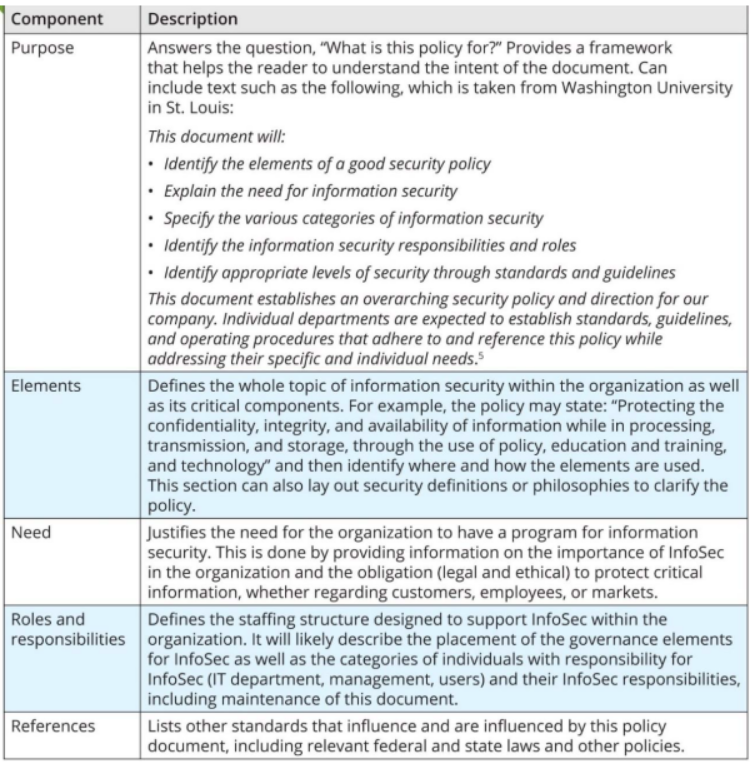 Component Description
Purpose Answers the question, “What is this policy for?” Provides a framework
that helps the reader to understand the intent of the document. Can
include text such as the following, which is taken from Washington University
in St. Louis:
This document will:
• Identify the elements of a good security policy
• Explain the need for information security
• Specify the various categories of information security
• Identify the information security responsibilities and roles
• Identify appropriate levels of security through standards and guidelines
This document establishes an overarching security policy and direction for our
company. Individual departments are expected to establish standards, guidelines,
and operating procedures that adhere to and reference this policy while
addressing their specific and individual needs.⁵
Elements Defines the whole topic of information security within the organization as well
as its critical components. For example, the policy may state: “Protecting the
confidentiality, integrity, and availability of information while in processing,
transmission, and storage, through the use of policy, education and training,
and technology” and then identify where and how the elements are used.
This section can also lay out security definitions or philosophies to clarify the
policy.
Need Justifies the need for the organization to have a program for information
security. This is done by providing information on the importance of InfoSec
in the organization and the obligation (legal and ethical) to protect critical
information, whether regarding customers, employees, or markets.
Roles and responsibilities Defines the staffing structure designed to support InfoSec within the
organization. It will likely describe the placement of the governance elements
for InfoSec as well as the categories of individuals with responsibility for
InfoSec (IT department, management, users) and their InfoSec responsibilities,
including maintenance of this document.
References Lists other standards that influence and are influenced by this policy
document, including relevant federal and state laws and other policies.